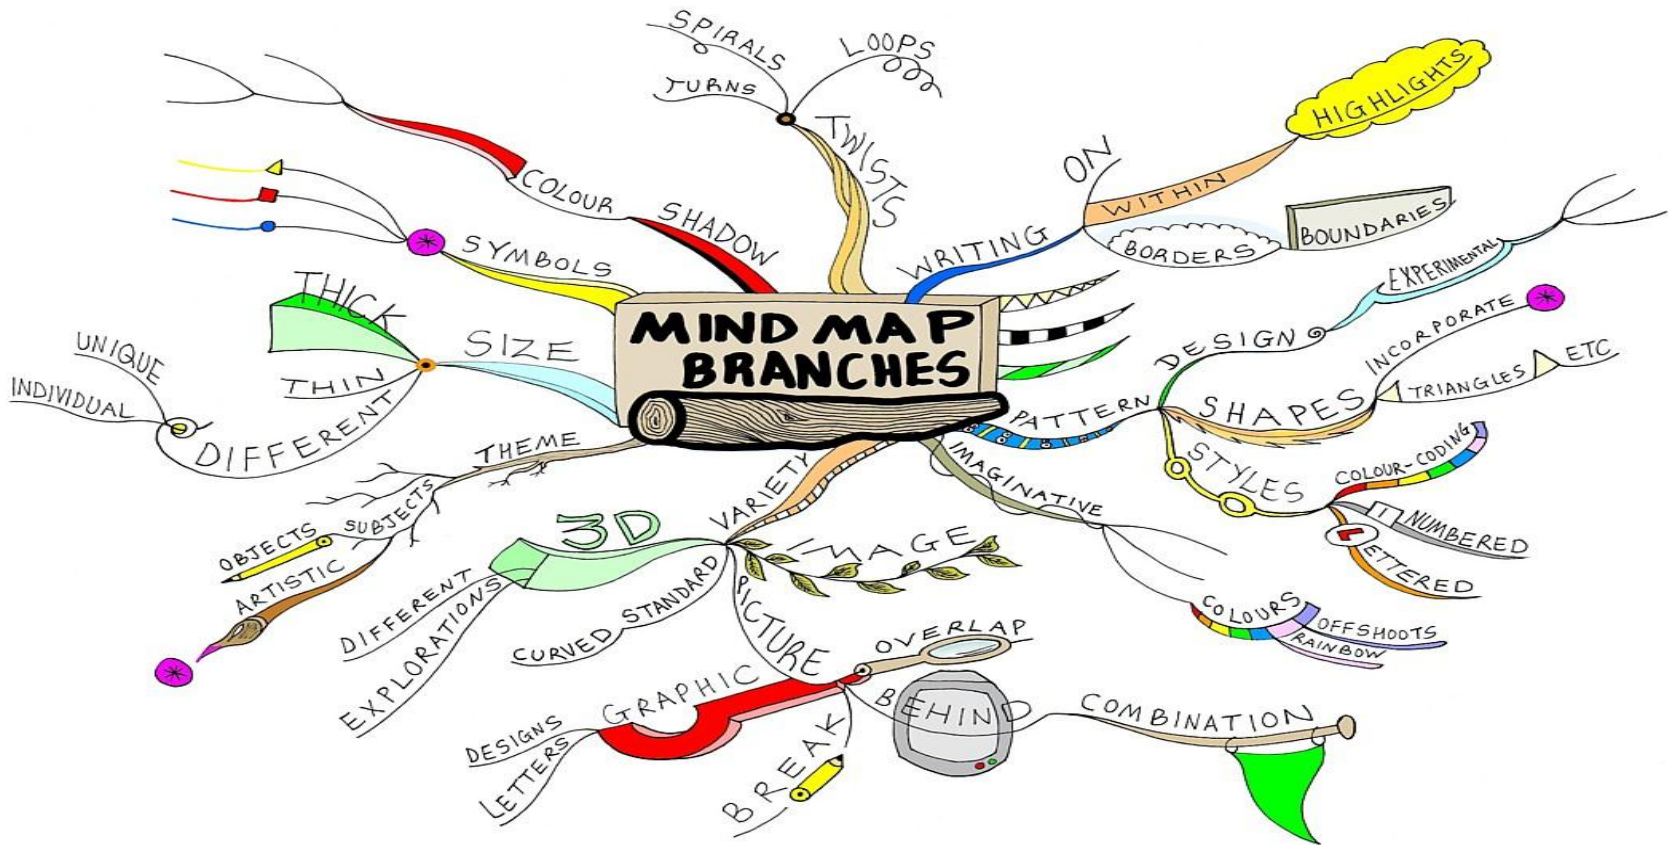 MIND MAP
BRANCHES
TWISTS
SPIRALS
TURNS
LOOPS
WRITING
ON
WITHIN
HIGHLIGHTS
BORDERS
BOUNDARIES
PATTERN
DESIGN
EXPERIMENTAL
SHAPES
INCORPORATE
TRIANGLES
ETC
STYLES
COLOUR-CODING
NUMBERED
LETTERED
IMAGINATIVE
COLOURS
OFFSHOOTS
RAINBOW
VARIETY
IMAGE
PICTURE
OVERLAP
BEHIND
COMBINATION
BREAK
GRAPHIC
DESIGNS
LETTERS
STANDARD
CURVED
3D
DIFFERENT
EXPLORATIONS
THEME
SUBJECTS
OBJECTS
ARTISTIC
SIZE
THICK
THIN
DIFFERENT
UNIQUE
INDIVIDUAL
SYMBOLS
SHADOW
COLOUR